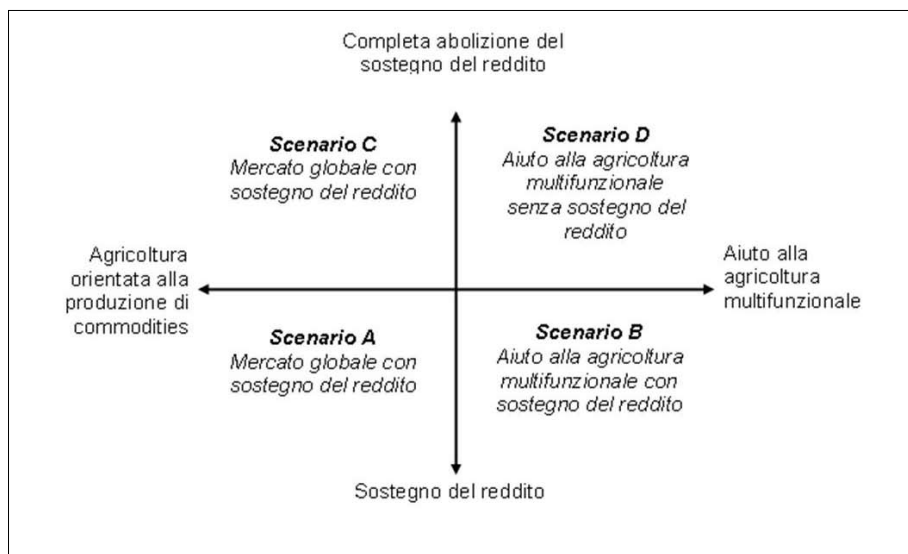 Completa abolizione del
sostegno del reddito
Scenario C
Mercato globale con
sostegno del reddito
Scenario D
Aiuto alla agricoltura
multifunzionale
senza sostegno del
reddito
Agricoltura
orientata alla
produzione di
commodities
Aiuto alla
agricoltura
multifunzionale
Scenario A
Mercato globale con
sostegno del reddito
Scenario B
Aiuto alla agricoltura
multifunzionale con
sostegno del reddito
Sostegno del reddito